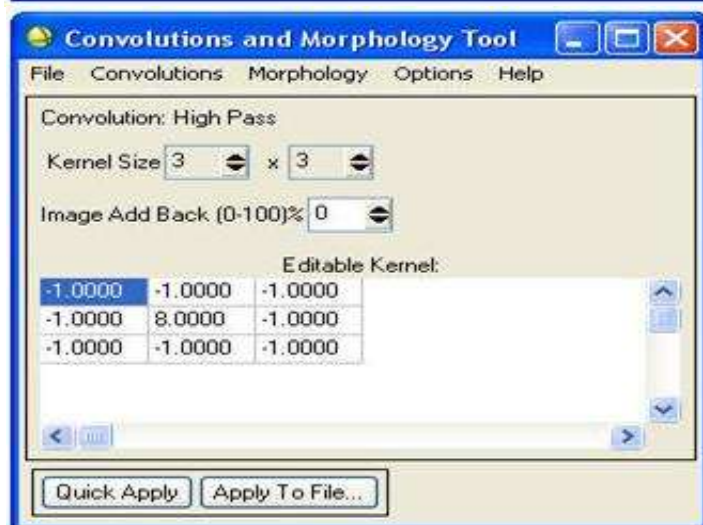 Convolutions and Morphology Tool
File Convolutions Morphology Options Help
Convolution: High Pass
Kernel Size 3 x 3
Image Add Back (0-100)% 0
Editable Kernel:
-1.0000 -1.0000 -1.0000
-1.0000 8.0000 -1.0000
-1.0000 -1.0000 -1.0000
Quick Apply Apply To File...